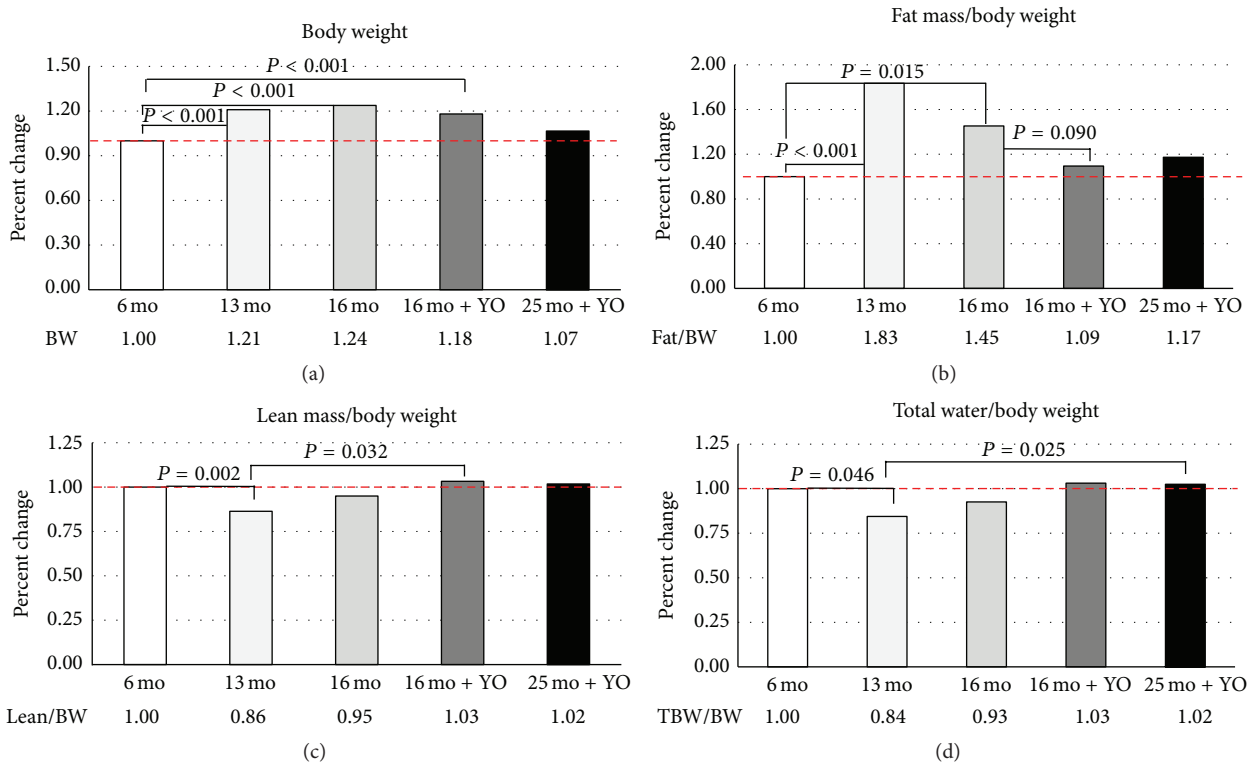 Body weight
1.50
1.20
0.90
0.60
0.30
0.00
Percent change
P < 0.001
P < 0.001
P < 0.001
6 mo 13 mo 16 mo 16 mo + YO 25 mo + YO
BW 1.00 1.21 1.24 1.18 1.07
(a)
Fat mass/body weight
2.00
1.60
1.20
0.80
0.40
0.00
Percent change
P = 0.015
P = 0.090
P < 0.001
6 mo 13 mo 16 mo 16 mo + YO 25 mo + YO
Fat/BW 1.00 1.83 1.45 1.09 1.17
(b)
Lean mass/body weight
1.25
1.00
0.75
0.50
0.25
0.00
Percent change
P = 0.032
P = 0.002
6 mo 13 mo 16 mo 16 mo + YO 25 mo + YO
Lean/BW 1.00 0.86 0.95 1.03 1.02
(c)
Total water/body weight
1.25
1.00
0.75
0.50
0.25
0.00
Percent change
P = 0.025
P = 0.046
6 mo 13 mo 16 mo 16 mo + YO 25 mo + YO
TBW/BW 1.00 0.84 0.93 1.03 1.02
(d)